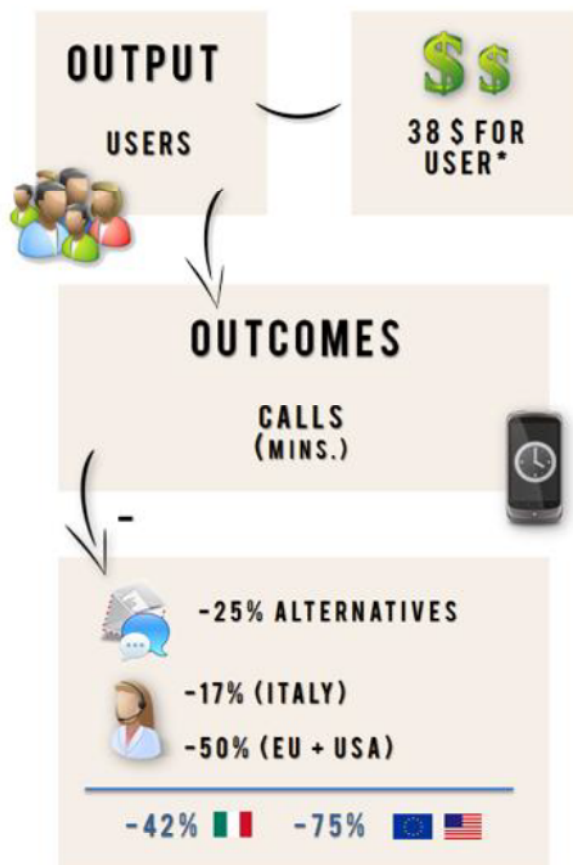 OUTPUT
USERS
$ $
38 $ FOR
USER*
OUTCOMES
CALLS
(MINS.)
-
-25% ALTERNATIVES
-17% (ITALY)
-50% (EU + USA)
-42% -75%